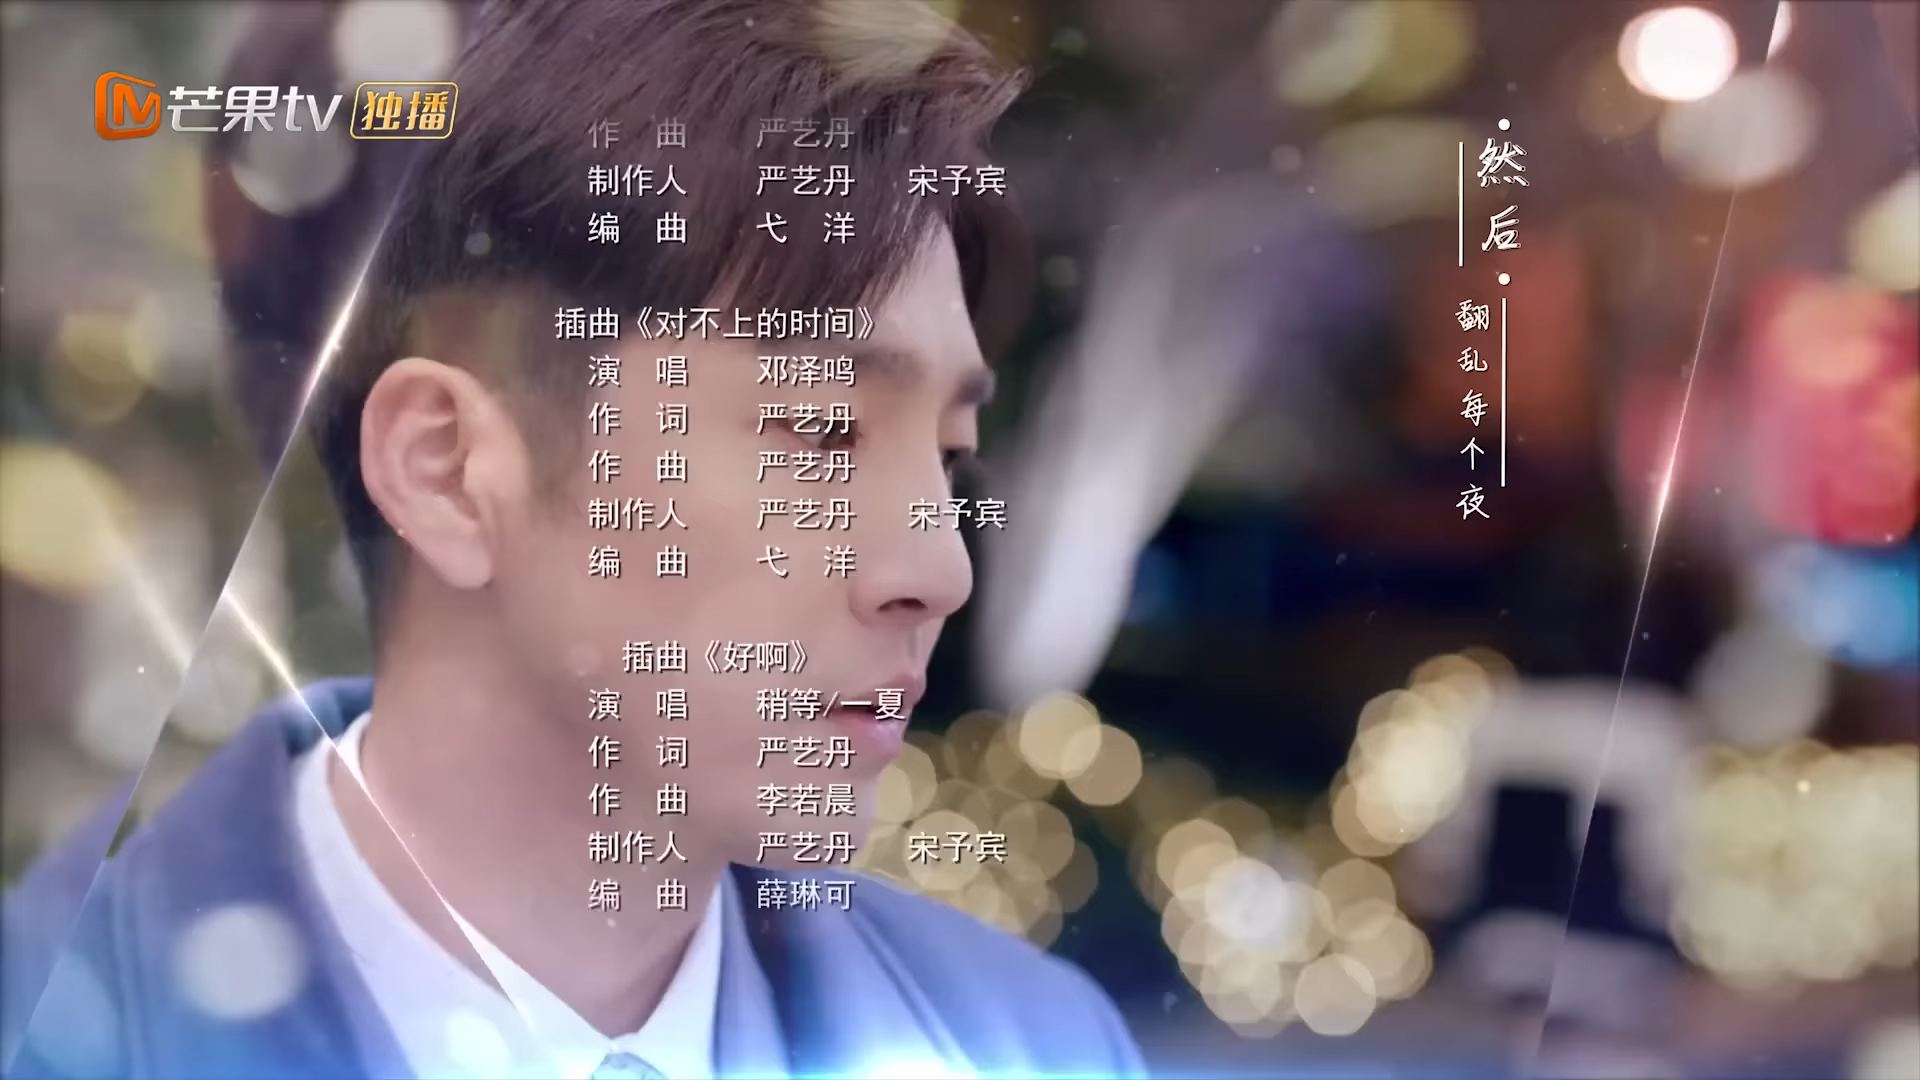 芒果tv 独播
作 曲 严艺丹
制作人 严艺丹 宋予宾
编 曲 弋 洋
插曲《对不上的时间》
演 唱 邓泽鸣
作 词 严艺丹
作 曲 严艺丹
制作人 严艺丹 宋予宾
编 曲 弋 洋
插曲《好啊》
演 唱 稍等/一夏
作 词 严艺丹
作 曲 李若晨
制作人 严艺丹 宋予宾
编 曲 薛琳可
然后
翻乱每个夜